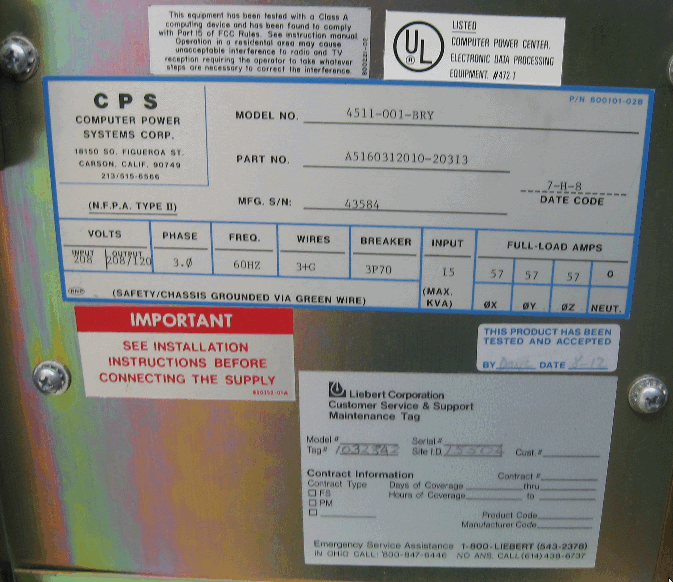 This equipment has been tested with a Class A
computing device and has been found to comply
with Part 15 of FCC Rules. See instruction manual
Operation in a residential area may cause
unacceptable interference to radio and TV
reception requiring the operator to take whatever
steps are necessary to correct the interference.
UL
®
LISTED
COMPUTER POWER CENTER,
ELECTRONIC DATA PROCESSING
EQUIPMENT. #472 T
P/N 800101-028
CPS
COMPUTER POWER
SYSTEMS CORP.
18150 SO. FIGUEROA ST.
CARSON, CALIF. 90749
213/515-6566
(N.F.P.A. TYPE II)
MODEL NO. 4511-001-BRY
PART NO. A5160312010-20313
MFG. S/N: 43584
7-H-8
DATE CODE
VOLTS PHASE FREQ. WIRES BREAKER INPUT FULL-LOAD AMPS
INPUT OUTPUT
208 208/120 3.0 60HZ 3+G 3P70 15 57 57 57 0
(MAX. KVA) ØX ØY ØZ NEUT.
(SAFETY/CHASSIS GROUNDED VIA GREEN WIRE)
IMPORTANT
SEE INSTALLATION
INSTRUCTIONS BEFORE
CONNECTING THE SUPPLY
THIS PRODUCT HAS BEEN
TESTED AND ACCEPTED
BY DATE 8-12
Liebert Corporation
Customer Service & Support
Maintenance Tag
Model # Serial #
Tag # 1032842 Site I.D. 75504 Cust. #
Contract Information Contract #
Contract Type Days of Coverage thru
FS Hours of Coverage to
PM
Product Code
Manufacturer Code
Emergency Service Assistance 1-800-LIEBERT (543-2378)
IN OHIO CALL: 800-847-6446 NO ANS. CALL (614) 438-6737